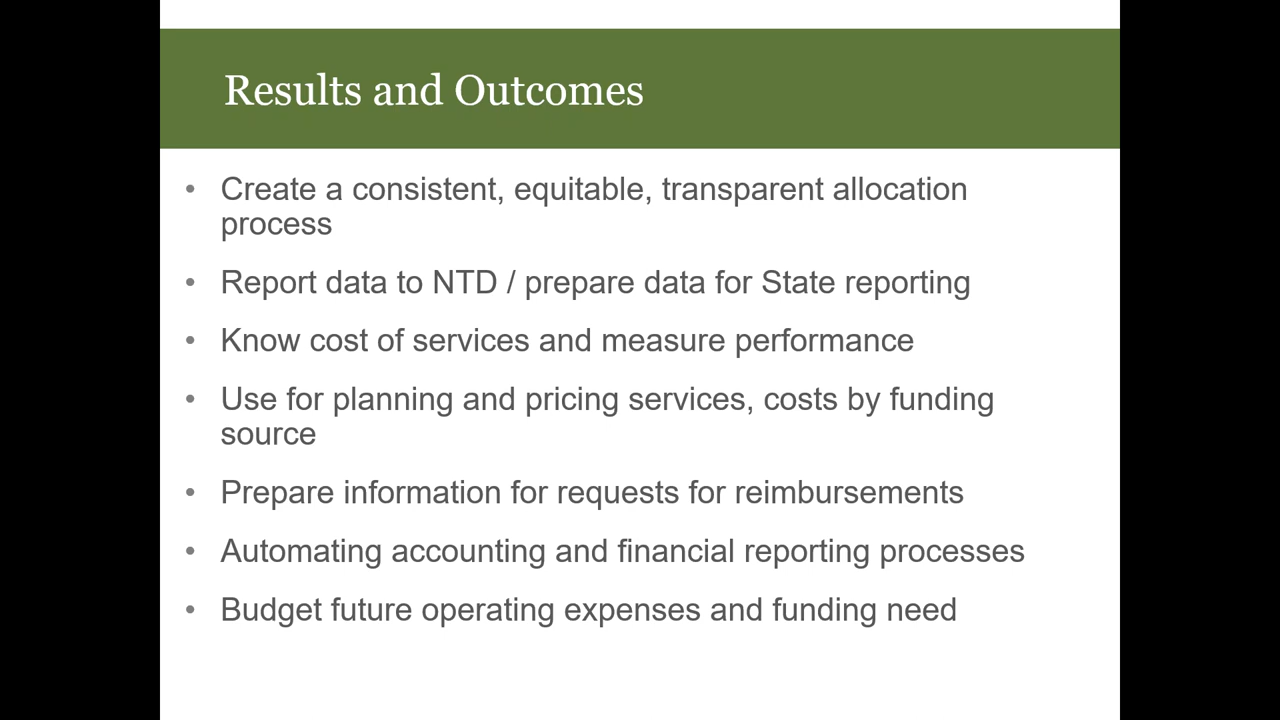 Results and Outcomes
• Create a consistent, equitable, transparent allocation
process
• Report data to NTD / prepare data for State reporting
• Know cost of services and measure performance
• Use for planning and pricing services, costs by funding
source
• Prepare information for requests for reimbursements
• Automating accounting and financial reporting processes
• Budget future operating expenses and funding need